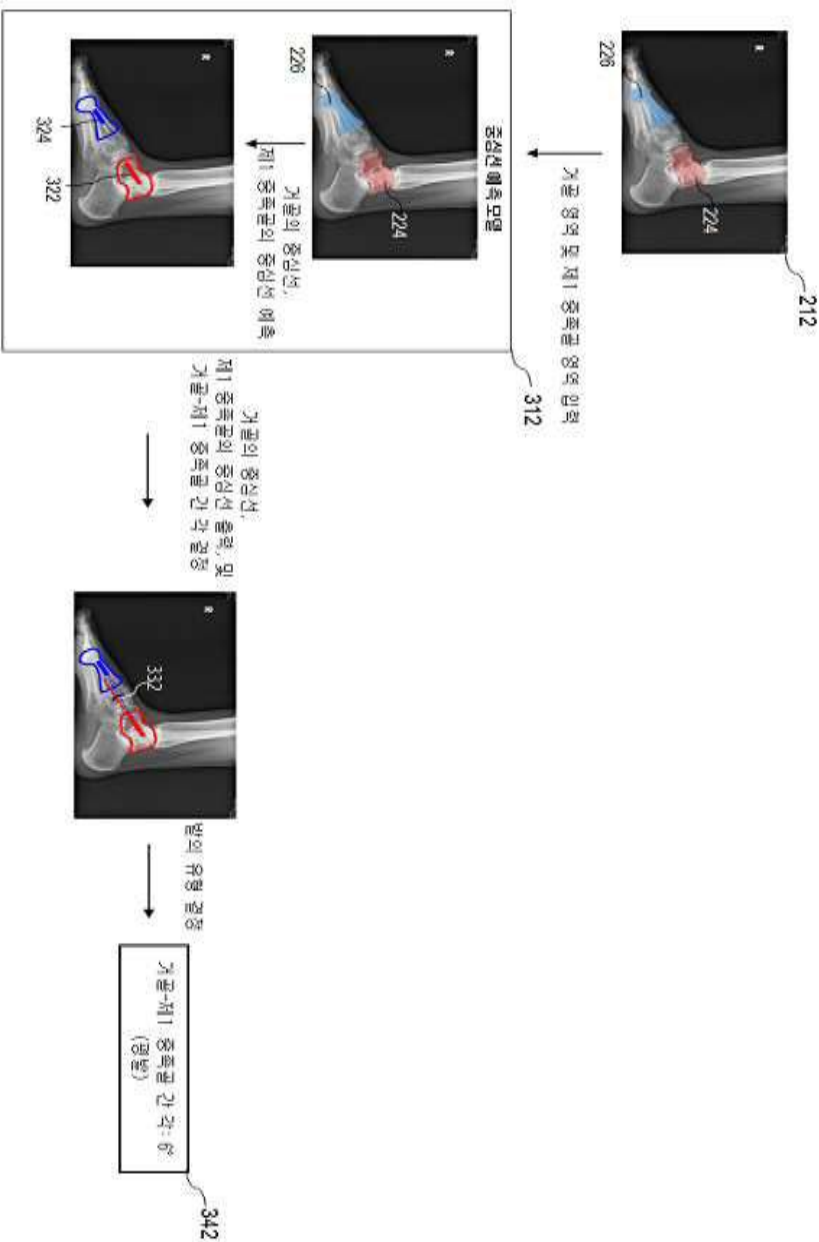 212
224
226
거골 영역 및 제1 중족골 영역 입력
312
중심선 예측 모델
224
226
거골의 중심선,
제1 중족골의 중심선 예측
322
324
거골의 중심선,
제1 중족골의 중심선 출력, 및
거골-제1 중족골 간 각 결정
332
발의 유형 결정
거골-제1 중족골 간 각: 6°
(평발)
342